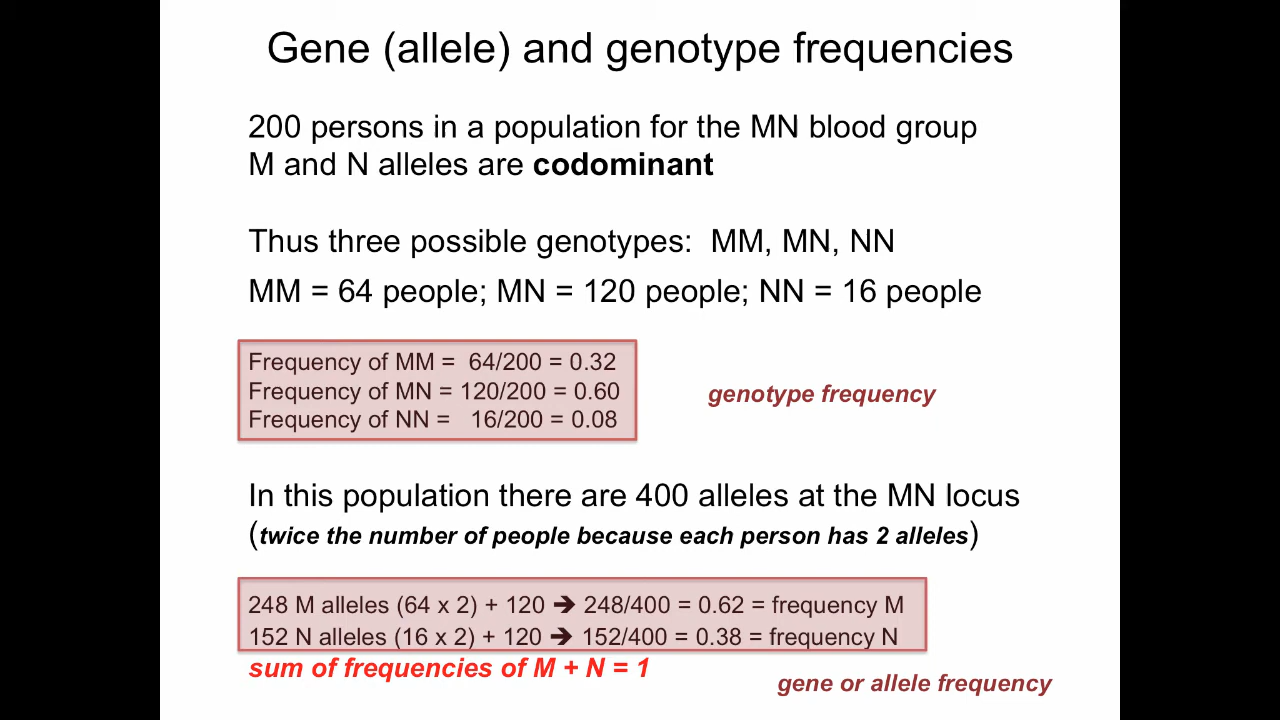 Gene (allele) and genotype frequencies
200 persons in a population for the MN blood group
M and N alleles are codominant
Thus three possible genotypes: MM, MN, NN
MM = 64 people; MN = 120 people; NN = 16 people
Frequency of MM = 64/200 = 0.32
Frequency of MN = 120/200 = 0.60
Frequency of NN = 16/200 = 0.08
genotype frequency
In this population there are 400 alleles at the MN locus
(twice the number of people because each person has 2 alleles)
248 M alleles (64 x 2) + 120 ➔ 248/400 = 0.62 = frequency M
152 N alleles (16 x 2) + 120 ➔ 152/400 = 0.38 = frequency N
sum of frequencies of M + N = 1
gene or allele frequency